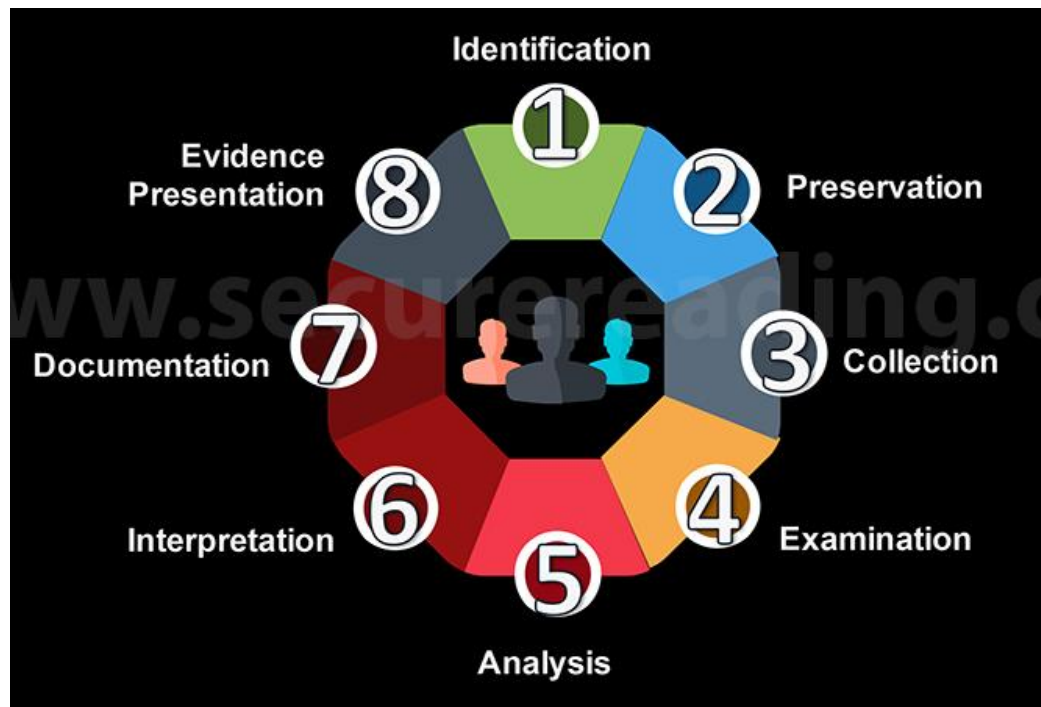 Identification
1
2
Preservation
3
Collection
4
Examination
5
Analysis
6
Interpretation
7
Documentation
8
Evidence
Presentation
www.securereading.c